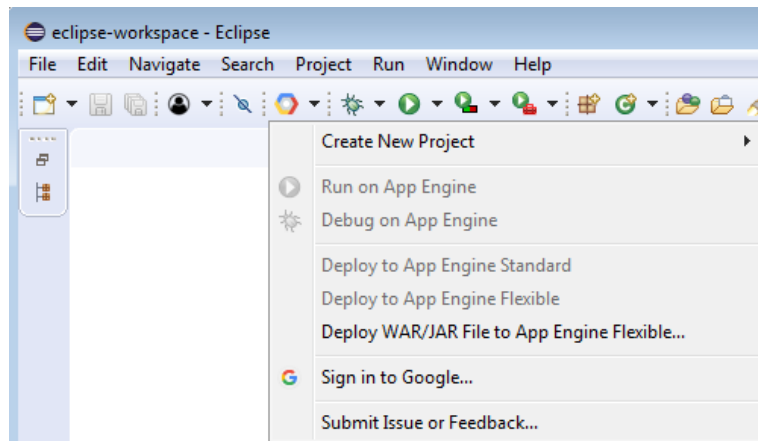 eclipse-workspace - Eclipse
File Edit Navigate Search Project Run Window Help
Create New Project
Run on App Engine
Debug on App Engine
Deploy to App Engine Standard
Deploy to App Engine Flexible
Deploy WAR/JAR File to App Engine Flexible...
Sign in to Google...
Submit Issue or Feedback...